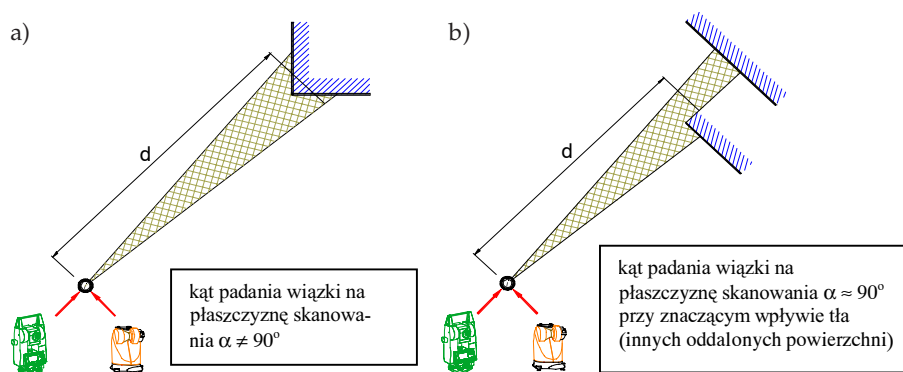 a)
d
kąt padania wiązki na
płaszczyznę skanowa-
nia α ≠ 90°
b)
d
kąt padania wiązki na
płaszczyznę skanowania α ≈ 90°
przy znaczącym wpływie tła
(innych oddalonych powierzchni)